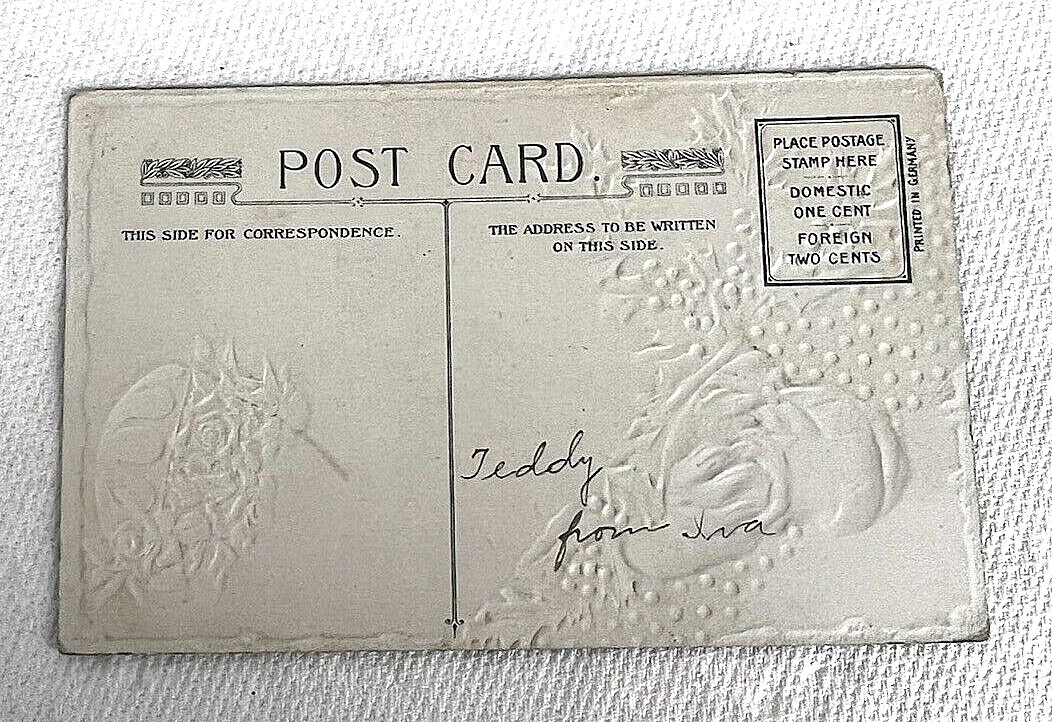 POST CARD.
THIS SIDE FOR CORRESPONDENCE.
THE ADDRESS TO BE WRITTEN
ON THIS SIDE.
PLACE POSTAGE
STAMP HERE
DOMESTIC
ONE CENT
FOREIGN
TWO CENTS
PRINTED IN GERMANY
Teddy
from Iva